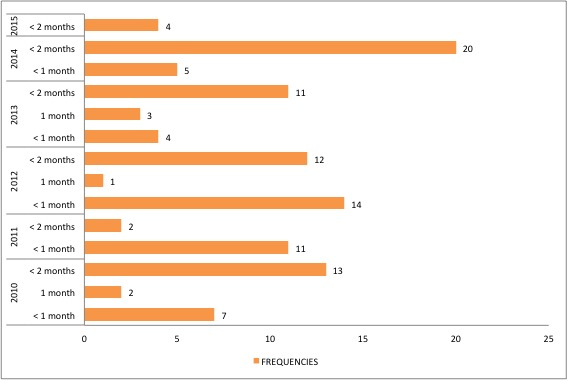 2015
< 2 months 4
2014
< 2 months 20
< 1 month 5
2013
< 2 months 11
1 month 3
< 1 month 4
2012
< 2 months 12
1 month 1
< 1 month 14
2011
< 2 months 2
< 1 month 11
2010
< 2 months 13
1 month 2
< 1 month 7
0 5 10 15 20 25
FREQUENCIES